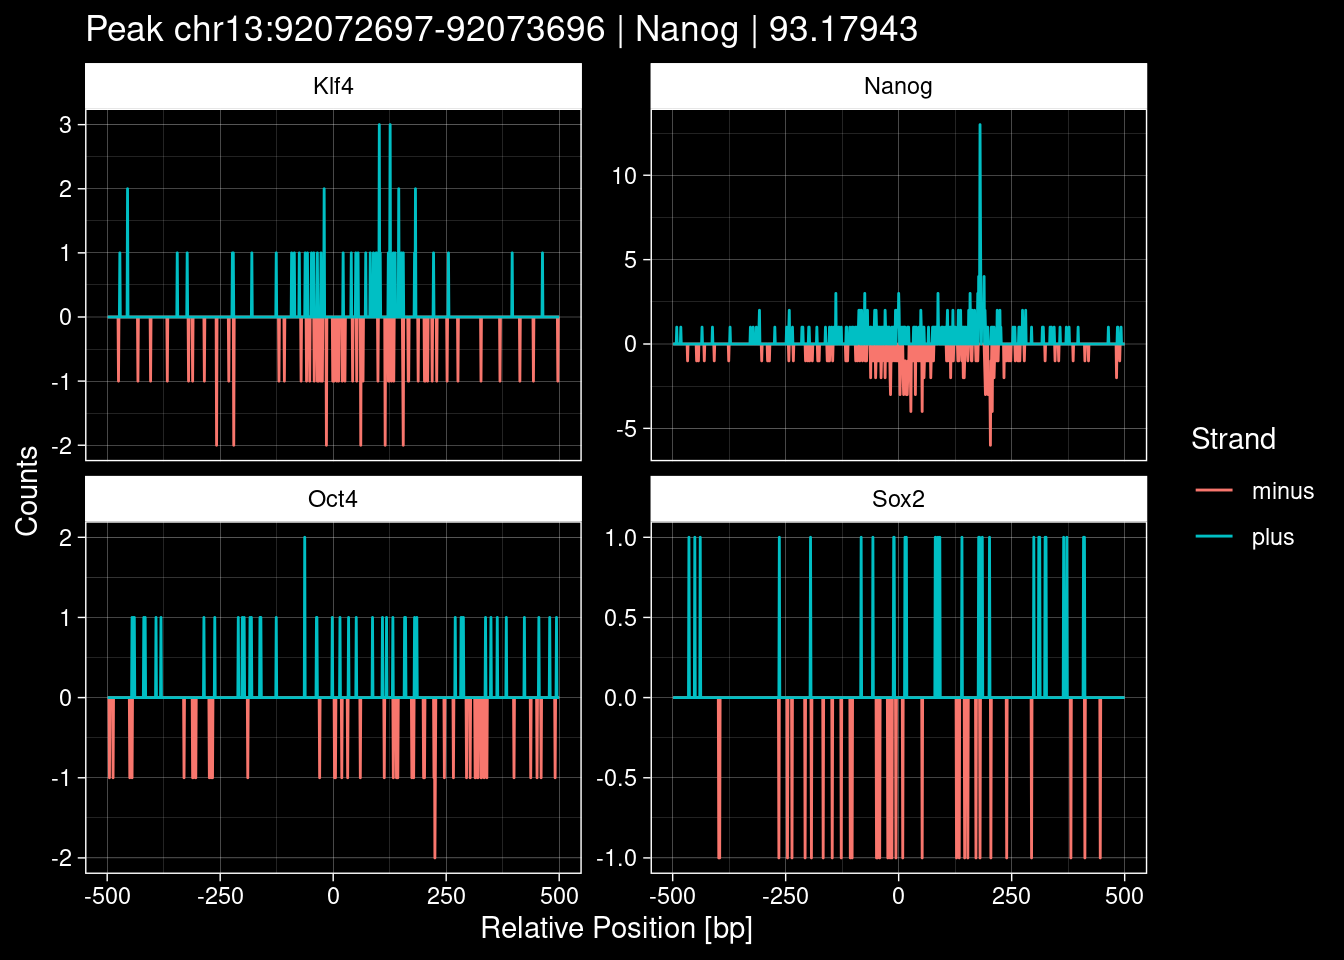 Peak chr13:92072697-92073696 | Nanog | 93.17943
Klf4
3
2
1
0
-1
-2
Nanog
10
5
0
-5
Counts
Oct4
2
1
0
-1
-2
-500 -250 0 250 500
Sox2
1.0
0.5
0.0
-0.5
-1.0
-500 -250 0 250 500
Relative Position [bp]
Strand
minus
plus